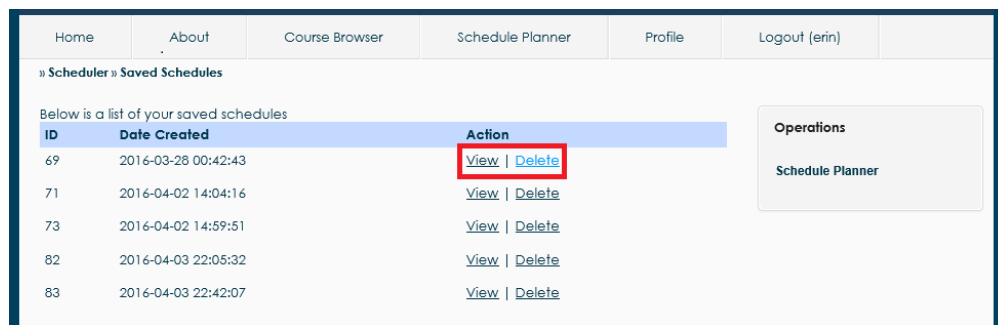 Home About Course Browser Schedule Planner Profile Logout (erin)
» Scheduler » Saved Schedules
Below is a list of your saved schedules
ID Date Created Action
69 2016-03-28 00:42:43 View | Delete
71 2016-04-02 14:04:16 View | Delete
73 2016-04-02 14:59:51 View | Delete
82 2016-04-03 22:05:32 View | Delete
83 2016-04-03 22:42:07 View | Delete
Operations
Schedule Planner